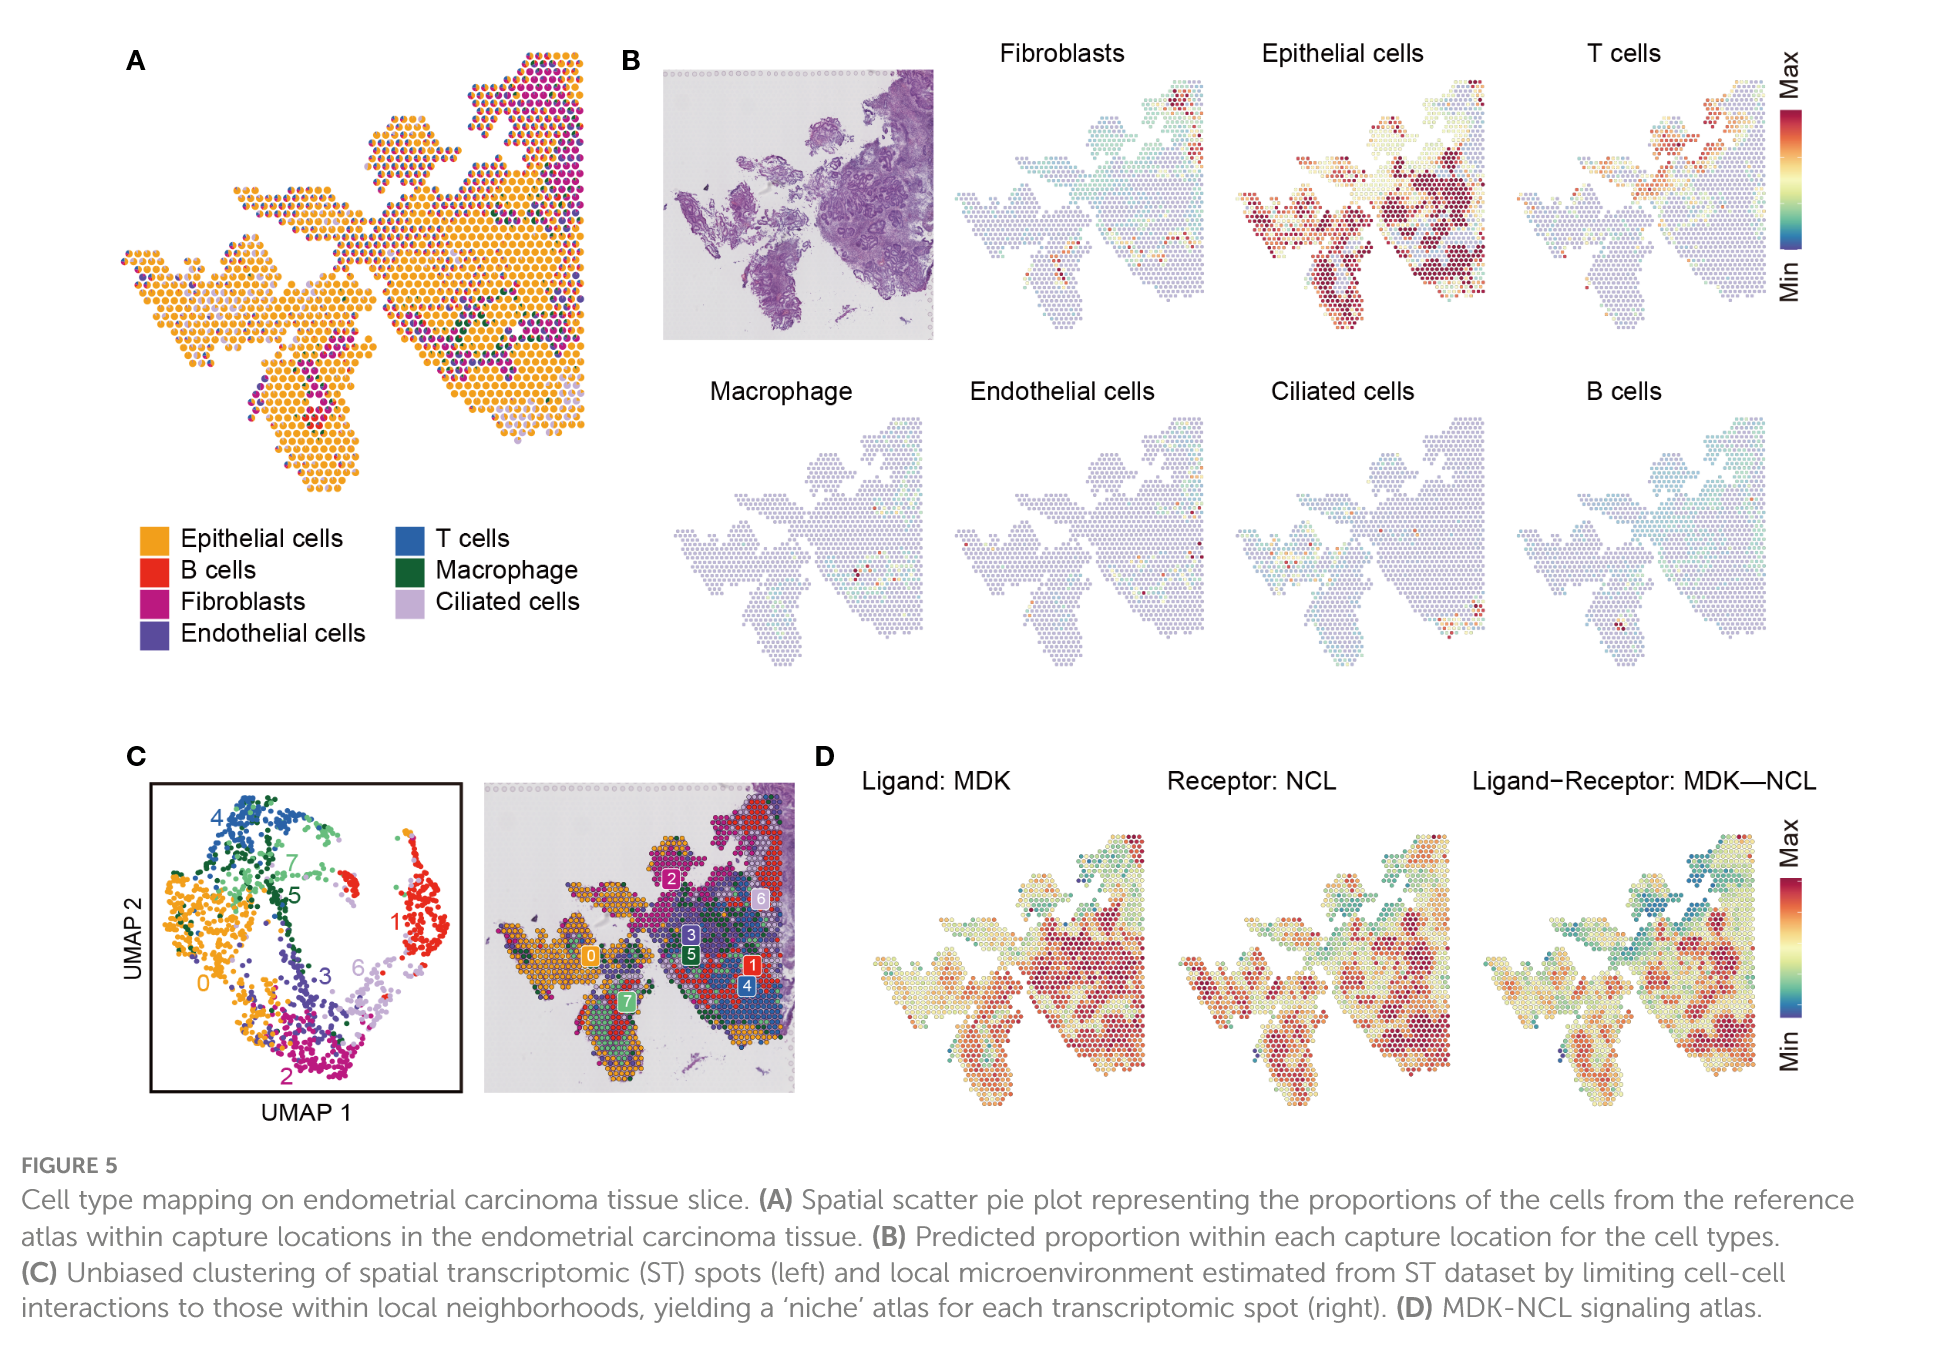 A
B
Fibroblasts
Epithelial cells
T cells
Max
Min
Macrophage
Endothelial cells
Ciliated cells
B cells
Epithelial cells
B cells
Fibroblasts
Endothelial cells
T cells
Macrophage
Ciliated cells
C
4
7
5
1
0
3
6
2
UMAP 2
UMAP 1
2
6
3
5
0
1
4
7
D
Ligand: MDK
Receptor: NCL
Ligand−Receptor: MDK—NCL
Max
Min
FIGURE 5
Cell type mapping on endometrial carcinoma tissue slice. (A) Spatial scatter pie plot representing the proportions of the cells from the reference
atlas within capture locations in the endometrial carcinoma tissue. (B) Predicted proportion within each capture location for the cell types.
(C) Unbiased clustering of spatial transcriptomic (ST) spots (left) and local microenvironment estimated from ST dataset by limiting cell-cell
interactions to those within local neighborhoods, yielding a ‘niche’ atlas for each transcriptomic spot (right). (D) MDK-NCL signaling atlas.